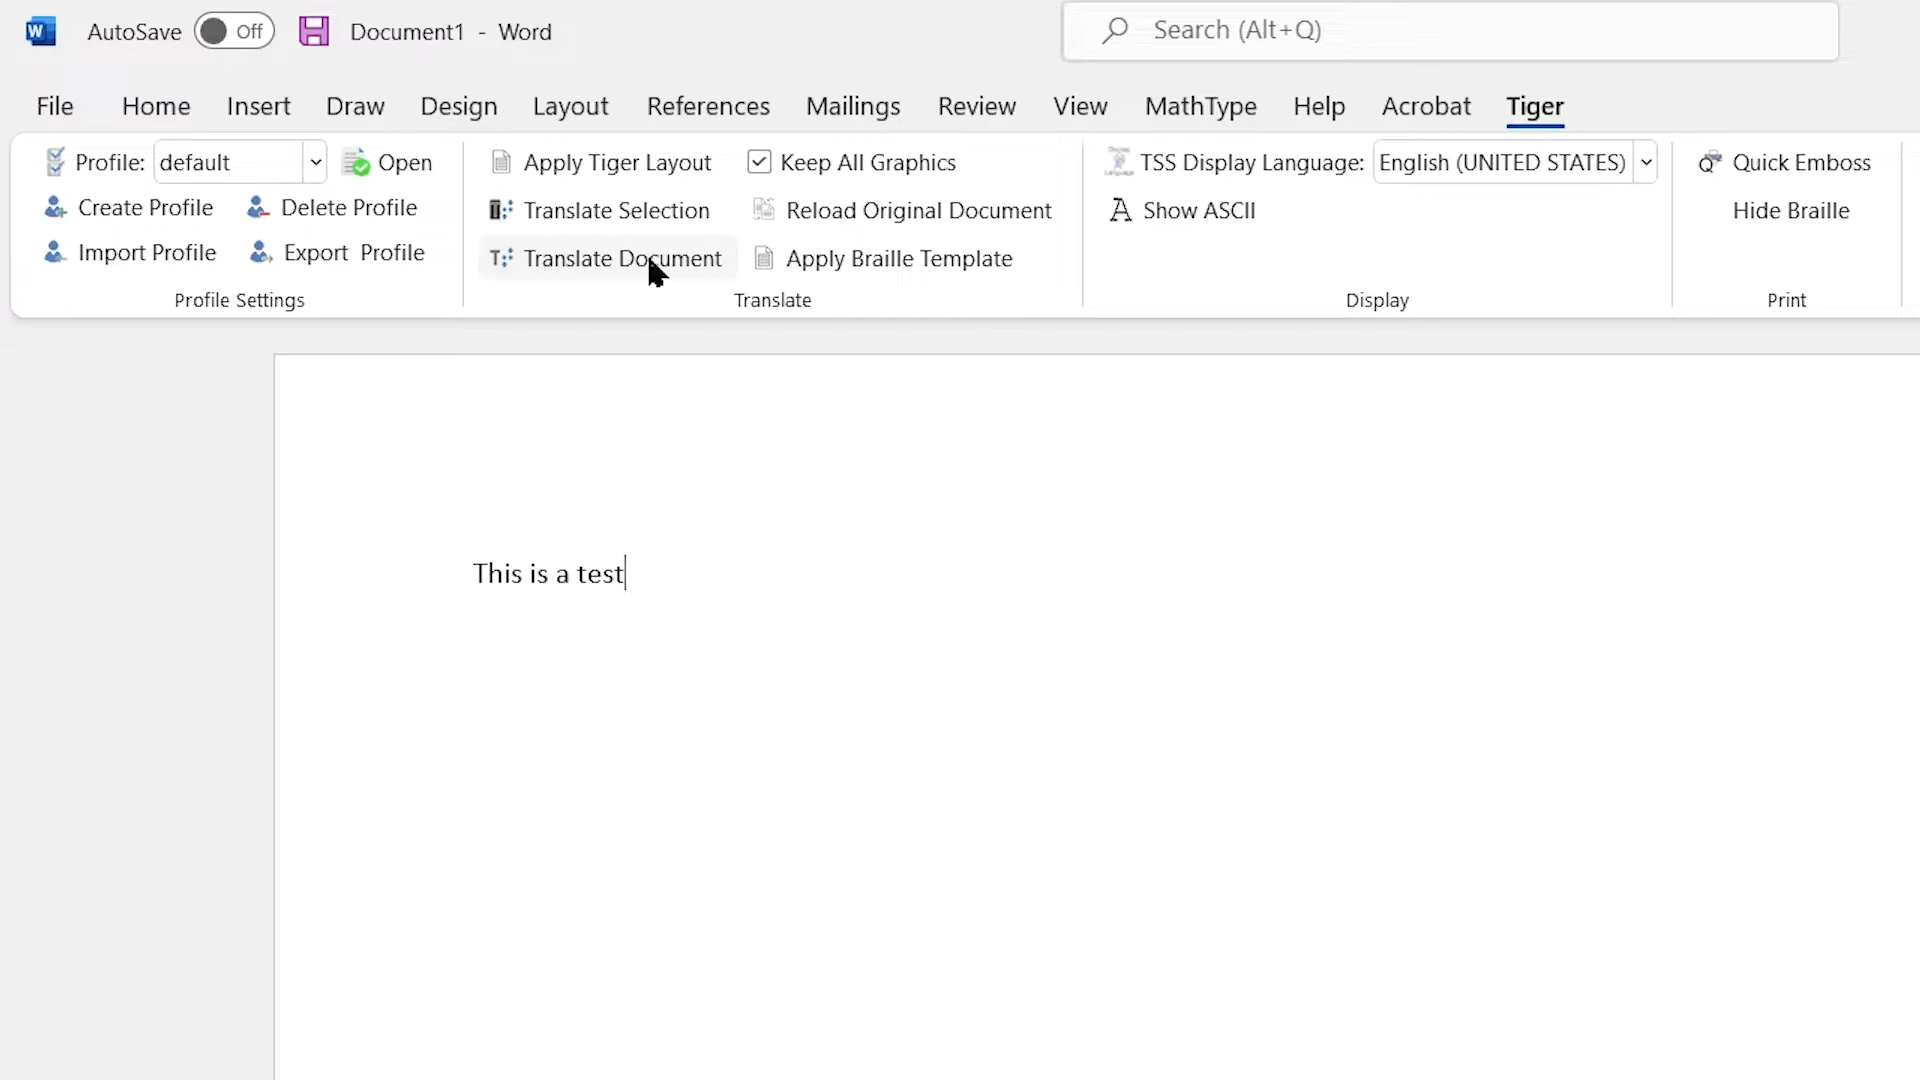 AutoSave Off Document1 - Word Search (Alt+Q)
File Home Insert Draw Design Layout References Mailings Review View MathType Help Acrobat Tiger
Profile: default Open
Create Profile Delete Profile
Import Profile Export Profile
Profile Settings
Apply Tiger Layout Keep All Graphics
Translate Selection Reload Original Document
Translate Document Apply Braille Template
Translate
TSS Display Language: English (UNITED STATES)
Show ASCII
Display
Quick Emboss
Hide Braille
Print
This is a test